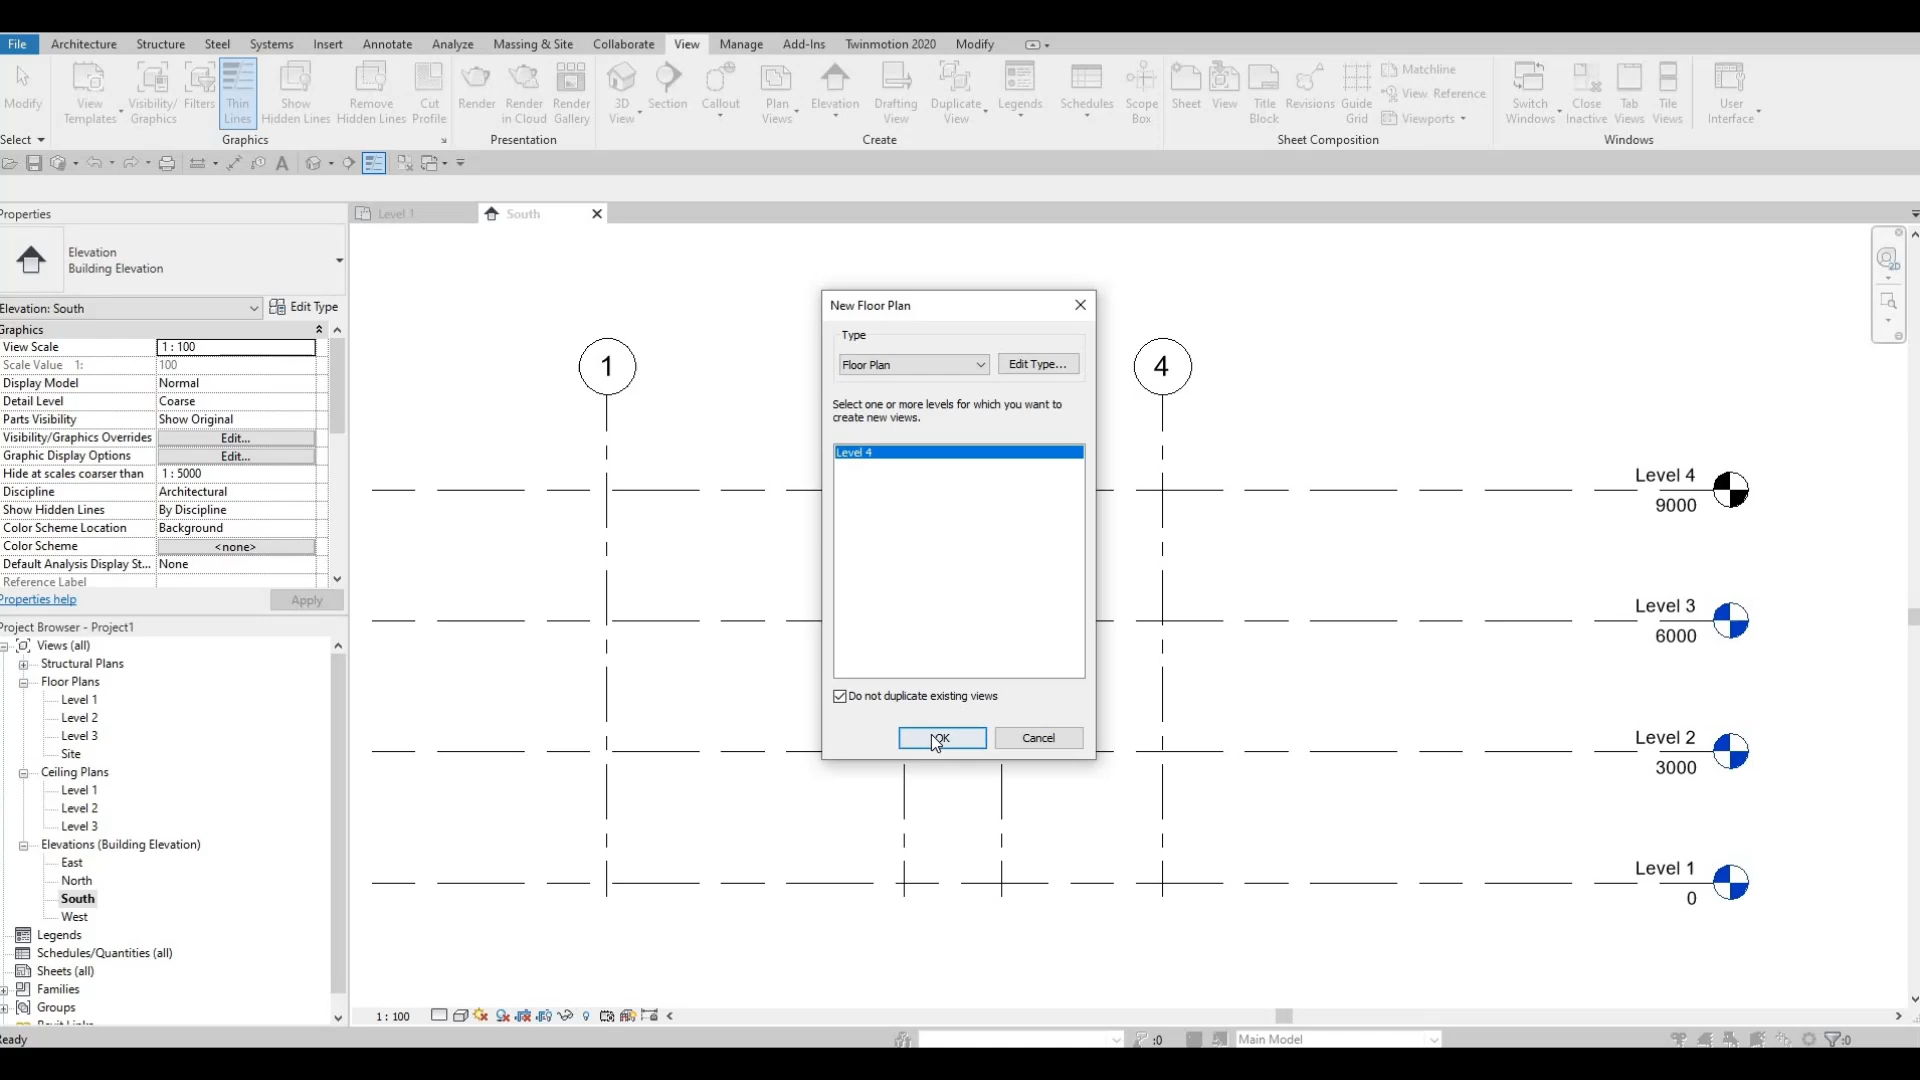 File Architecture Structure Steel Systems Insert Annotate Analyze Massing & Site Collaborate View Manage Add-Ins Twinmotion 2020 Modify
Modify
View Templates
Visibility/ Graphics
Filters
Thin Lines
Show Hidden Lines
Remove Hidden Lines
Cut Profile
Render
Render in Cloud
Render Gallery
3D View
Section
Callout
Plan Views
Elevation
Drafting View
Duplicate View
Legends
Schedules
Scope Box
Sheet
View
Title Block
Revisions
Guide Grid
Matchline
View Reference
Viewports
Switch Windows
Close Inactive
Tab Views
Tile Views
User Interface
Select Graphics Presentation Create Sheet Composition Windows
Properties
Level 1
South
Elevation
Building Elevation
Elevation: South
Edit Type
Graphics
View Scale 1 : 100
Scale Value 1: 100
Display Model Normal
Detail Level Coarse
Parts Visibility Show Original
Visibility/Graphics Overrides Edit...
Graphic Display Options Edit...
Hide at scales coarser than 1 : 5000
Discipline Architectural
Show Hidden Lines By Discipline
Color Scheme Location Background
Color Scheme <none>
Default Analysis Display St... None
Reference Label
Properties help
Apply
Project Browser - Project1
Views (all)
Structural Plans
Floor Plans
Level 1
Level 2
Level 3
Site
Ceiling Plans
Level 1
Level 2
Level 3
Elevations (Building Elevation)
East
North
South
West
Legends
Schedules/Quantities (all)
Sheets (all)
Families
Groups
New Floor Plan
Type
Floor Plan
Edit Type...
Select one or more levels for which you want to
create new views.
Level 4
Do not duplicate existing views
OK
Cancel
1
4
Level 4
9000
Level 3
6000
Level 2
3000
Level 1
0
1 : 100
Ready
:0
Main Model
:0